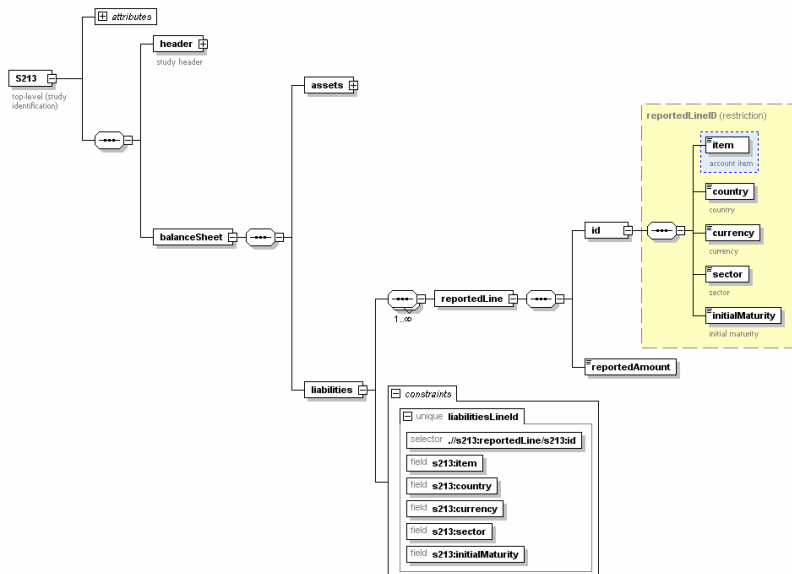 attributes
header
study header
S213
top-level (study
identification)
assets
reportedLineID (restriction)
item
account item
country
country
currency
currency
sector
sector
initialMaturity
initial maturity
id
balanceSheet
reportedLine
1..∞
reportedAmount
liabilities
constraints
unique liabilitiesLineId
selector .//s213:reportedLine/s213:id
field s213:item
field s213:country
field s213:currency
field s213:sector
field s213:initialMaturity